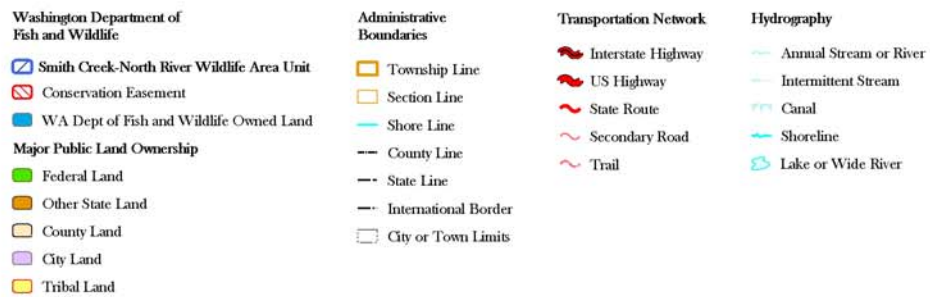 Washington Department of
Fish and Wildlife
Smith Creek-North River Wildlife Area Unit
Conservation Easement
WA Dept of Fish and Wildlife Owned Land
Major Public Land Ownership
Federal Land
Other State Land
County Land
City Land
Tribal Land
Administrative
Boundaries
Township Line
Section Line
Shore Line
County Line
State Line
International Border
City or Town Limits
Transportation Network
Interstate Highway
US Highway
State Route
Secondary Road
Trail
Hydrography
Annual Stream or River
Intermittent Stream
Canal
Shoreline
Lake or Wide River